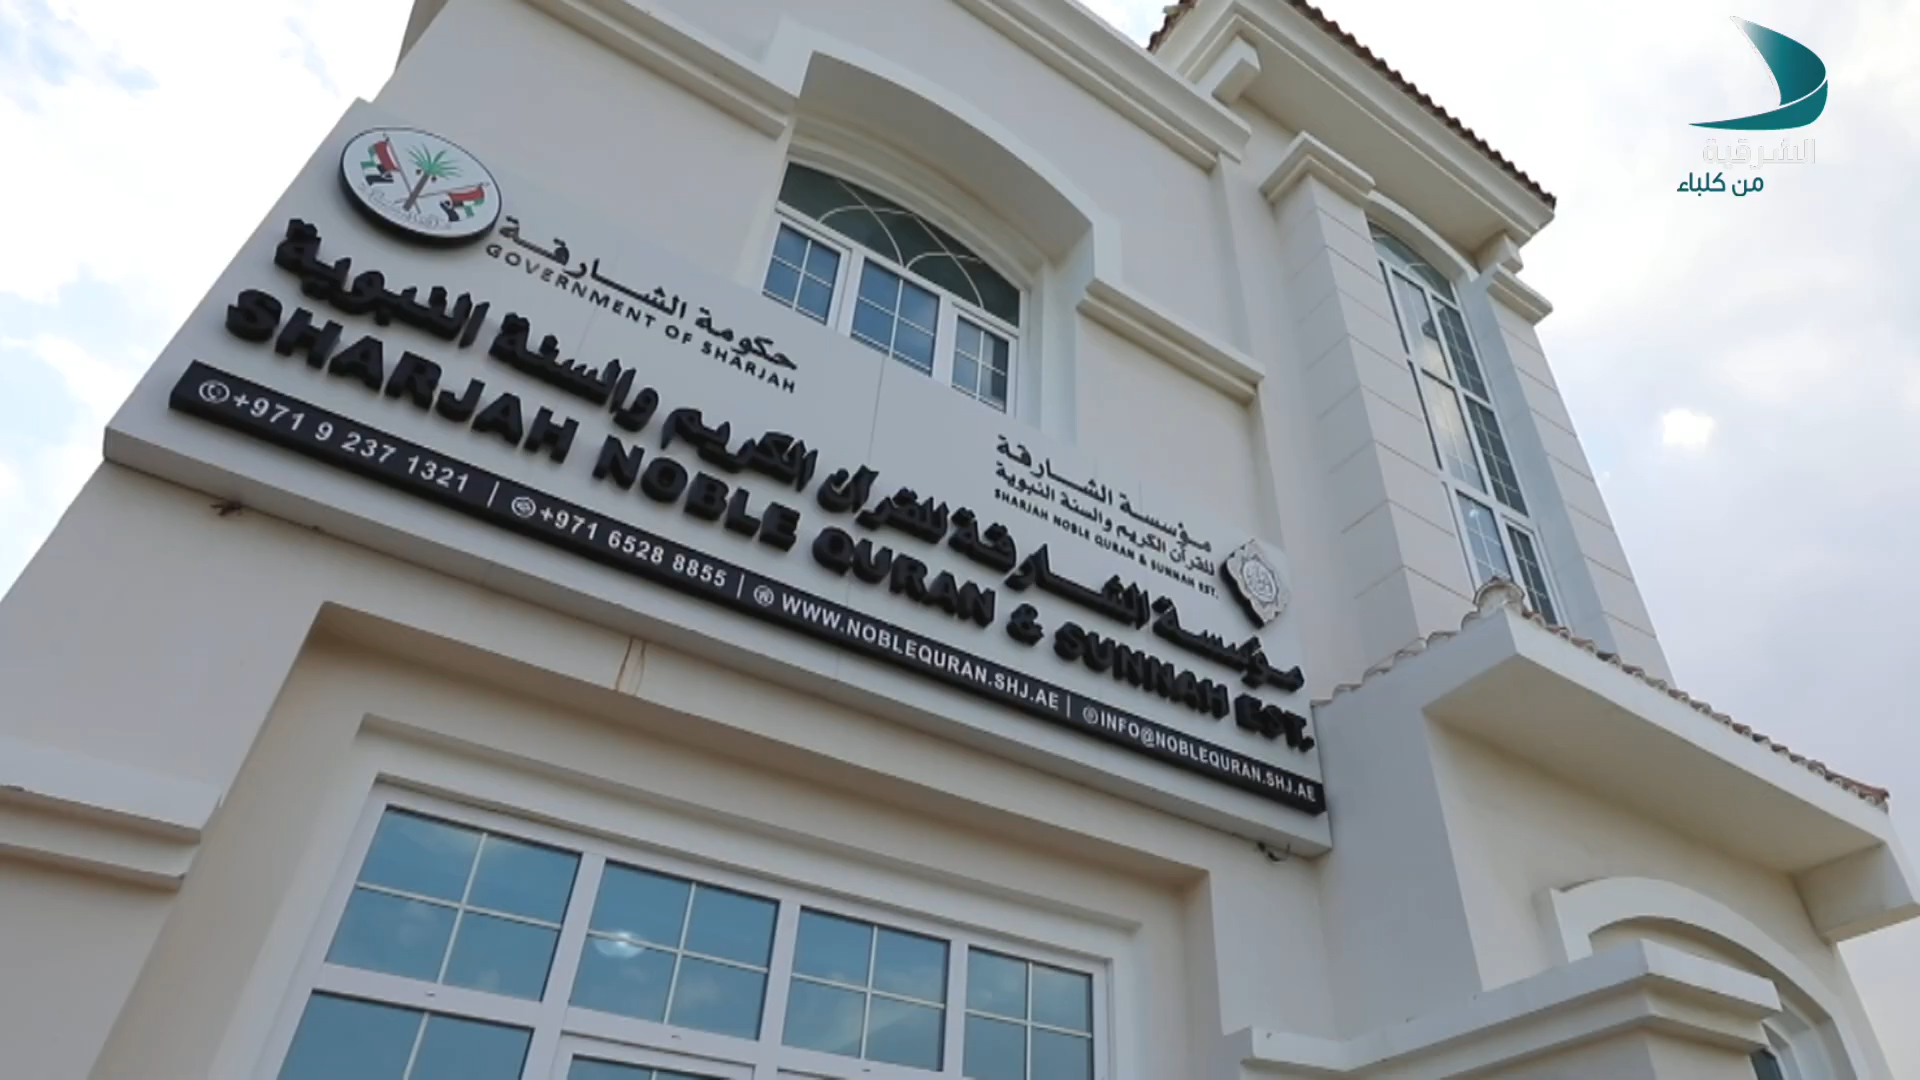 الشرقية
من كلباء
حكومة الشارقة
GOVERNMENT OF SHARJAH
مؤسسة الشارقة
للقرآن الكريم والسنة النبوية
SHARJAH NOBLE QURAN & SUNNAH EST.
مؤسسة الشارقة للقرآن الكريم والسنة النبوية
SHARJAH NOBLE QURAN & SUNNAH EST.
+971 9 237 1321 | +971 6528 8855 | WWW.NOBLEQURAN.SHJ.AE | INFO@NOBLEQURAN.SHJ.AE